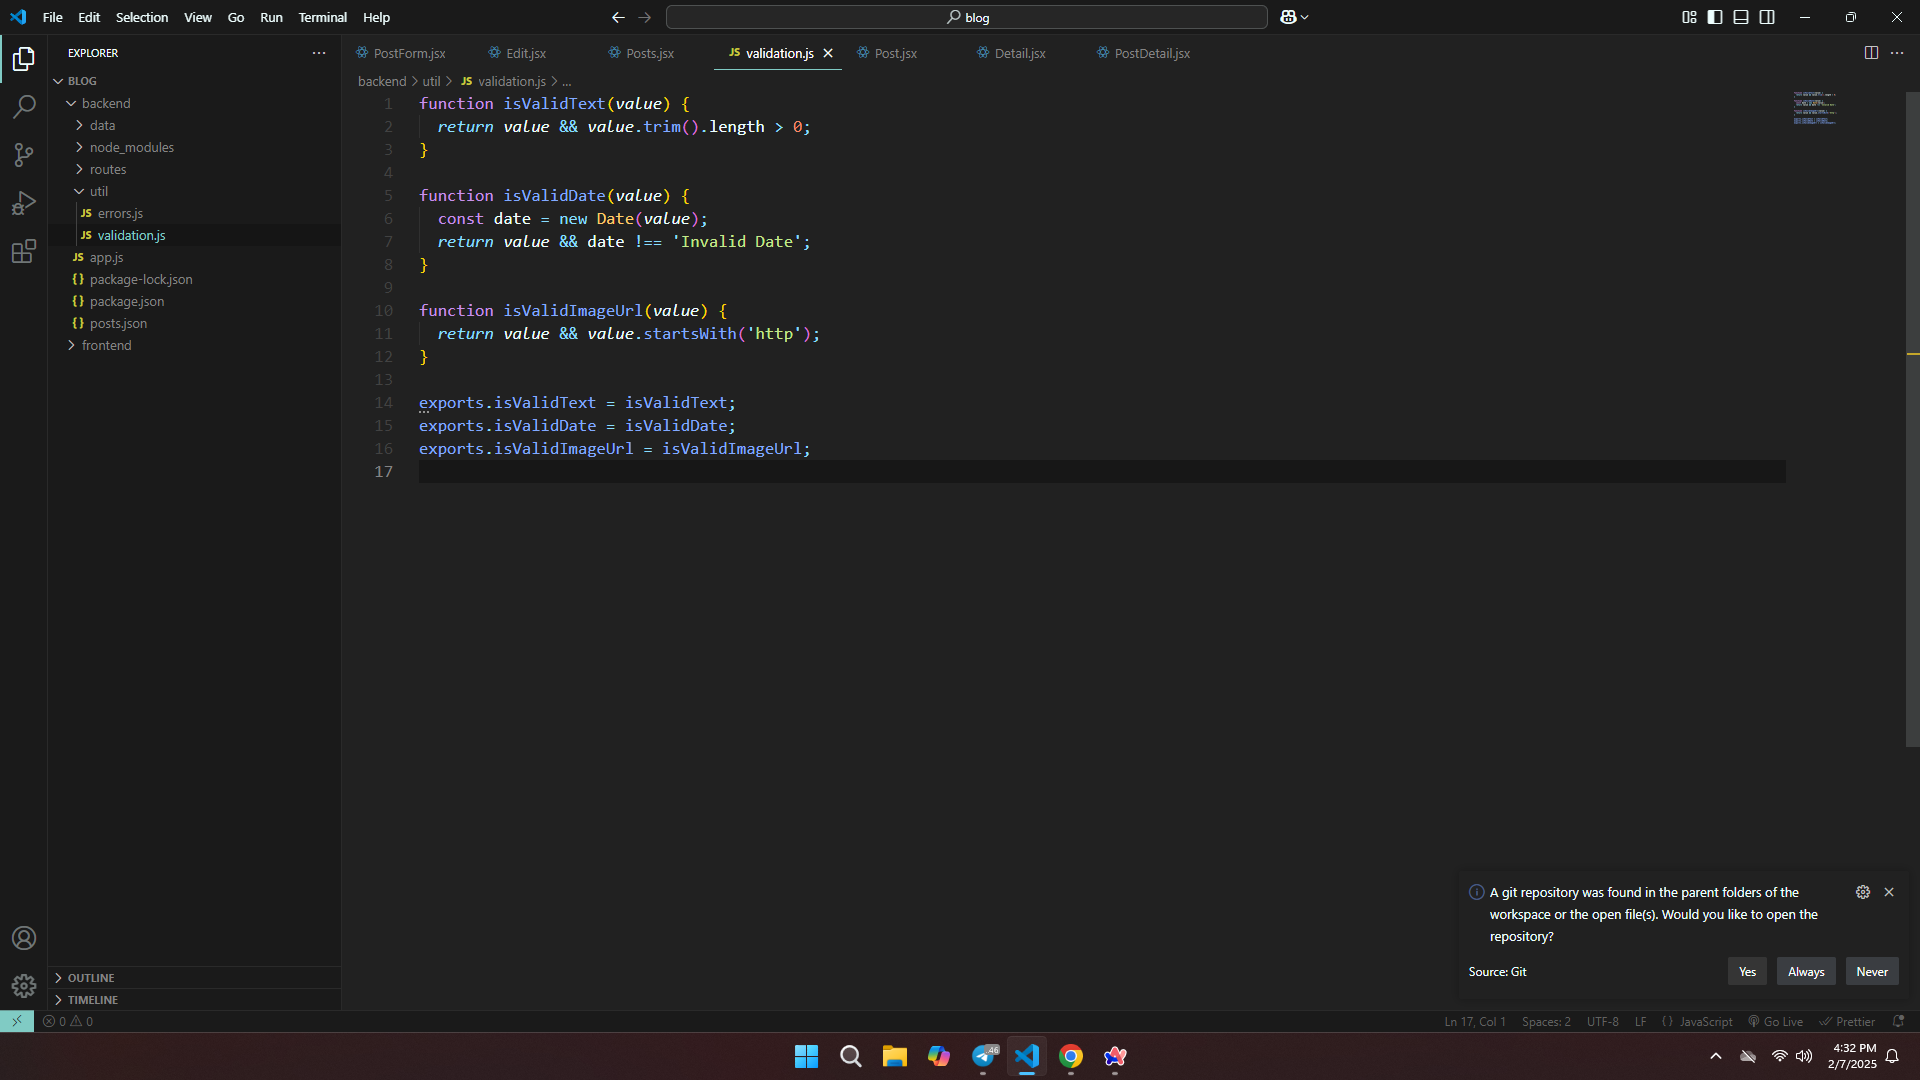 File Edit Selection View Go Run Terminal Help
blog
EXPLORER
BLOG
backend
data
node_modules
routes
util
JS errors.js
JS validation.js
JS app.js
{} package-lock.json
{} package.json
{} posts.json
frontend
OUTLINE
TIMELINE
PostForm.jsx Edit.jsx Posts.jsx JS validation.js Post.jsx Detail.jsx PostDetail.jsx
backend > util > JS validation.js > ...
1 function isValidText(value) {
2 return value && value.trim().length > 0;
3 }
4
5 function isValidDate(value) {
6 const date = new Date(value);
7 return value && date !== 'Invalid Date';
8 }
9
10 function isValidImageUrl(value) {
11 return value && value.startsWith('http');
12 }
13
14 exports.isValidText = isValidText;
15 exports.isValidDate = isValidDate;
16 exports.isValidImageUrl = isValidImageUrl;
17
A git repository was found in the parent folders of the
workspace or the open file(s). Would you like to open the
repository?
Source: Git
Yes Always Never
0 0
Ln 17, Col 1 Spaces: 2 UTF-8 LF {} JavaScript Go Live Prettier
46
4:32 PM
2/7/2025